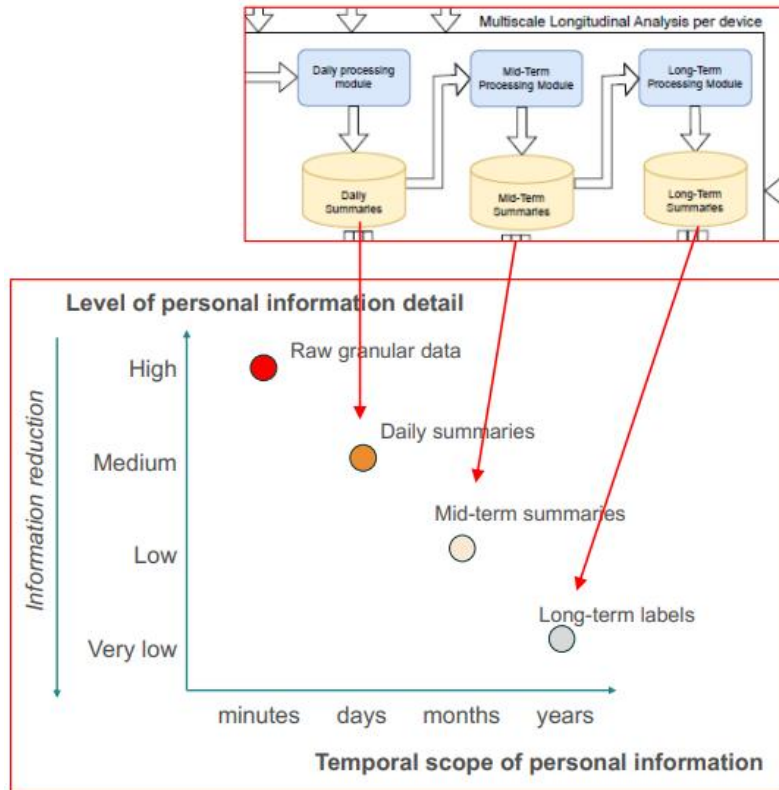 Multiscale Longitudinal Analysis per device
Daily processing
module
Mid-Term
Processing Module
Long-Term
Processing Module
Daily
Summaries
Mid-Term
Summaries
Long-Term
Summaries
Level of personal information detail
Information reduction
High
Raw granular data
Medium
Daily summaries
Low
Mid-term summaries
Very low
Long-term labels
minutes
days
months
years
Temporal scope of personal information